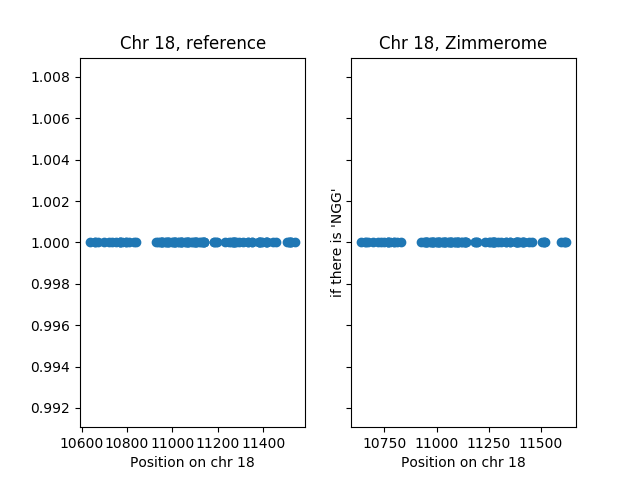 Chr 18, reference
Chr 18, Zimmerome
1.008
1.006
1.004
1.002
1.000
0.998
0.996
0.994
0.992
if there is 'NGG'
10600 10800 11000 11200 11400
10750 11000 11250 11500
Position on chr 18
Position on chr 18